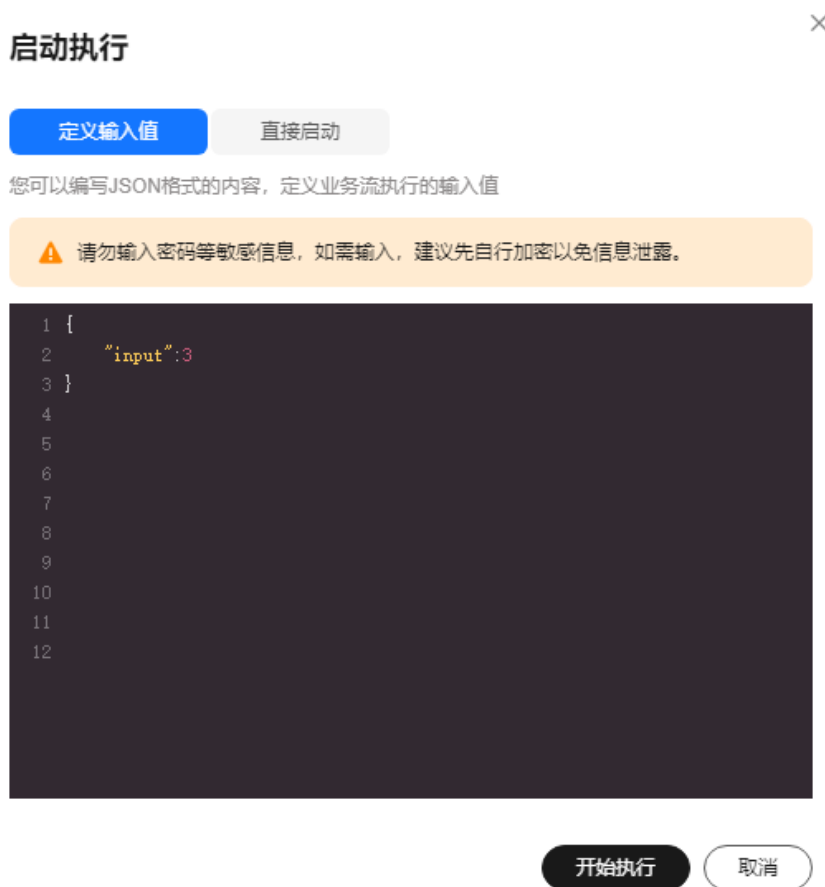 启动执行
定义输入值 直接启动
您可以编写JSON格式的内容，定义业务流执行的输入值
请勿输入密码等敏感信息，如需输入，建议先自行加密以免信息泄露。
1 {
2 "input":3
3 }
4
5
6
7
8
9
10
11
12
开始执行 取消